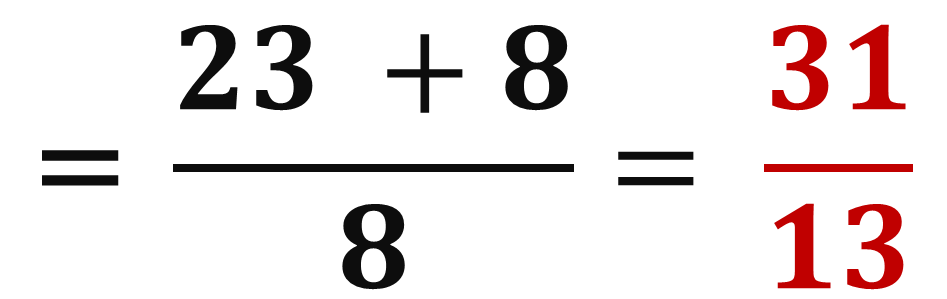 = (23 + 8) / 8 = 31 / 13